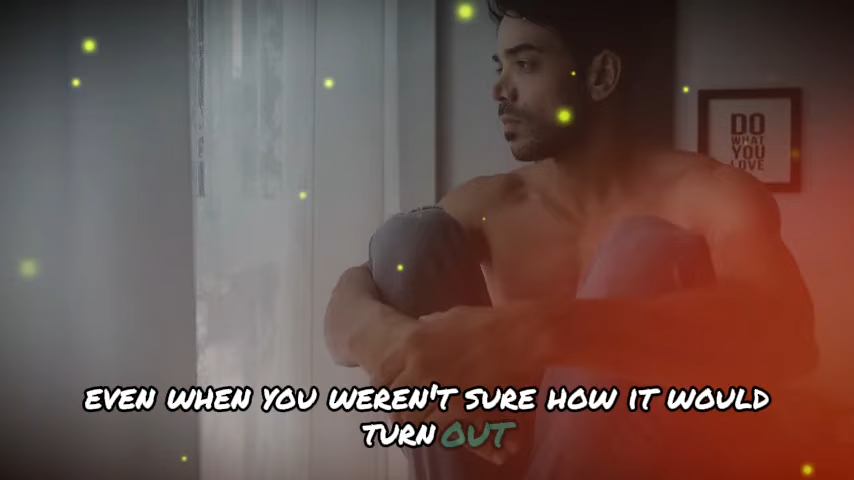 DO
WHAT
YOU
LOVE
EVEN WHEN YOU WEREN'T SURE HOW IT WOULD
TURN OUT